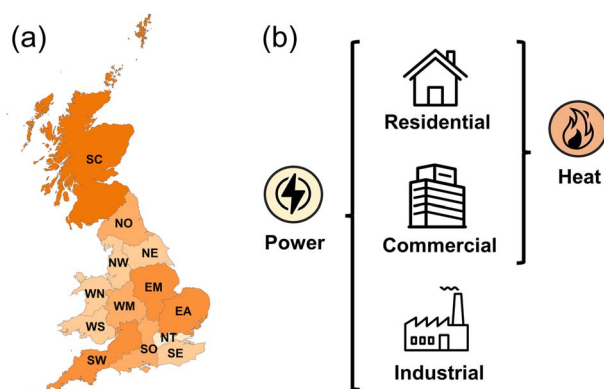 (a)
SC
NO
NW
NE
WN
WM
EM
EA
WS
NT
SW
SO
SE
(b)
Power
Residential
Commercial
Industrial
Heat